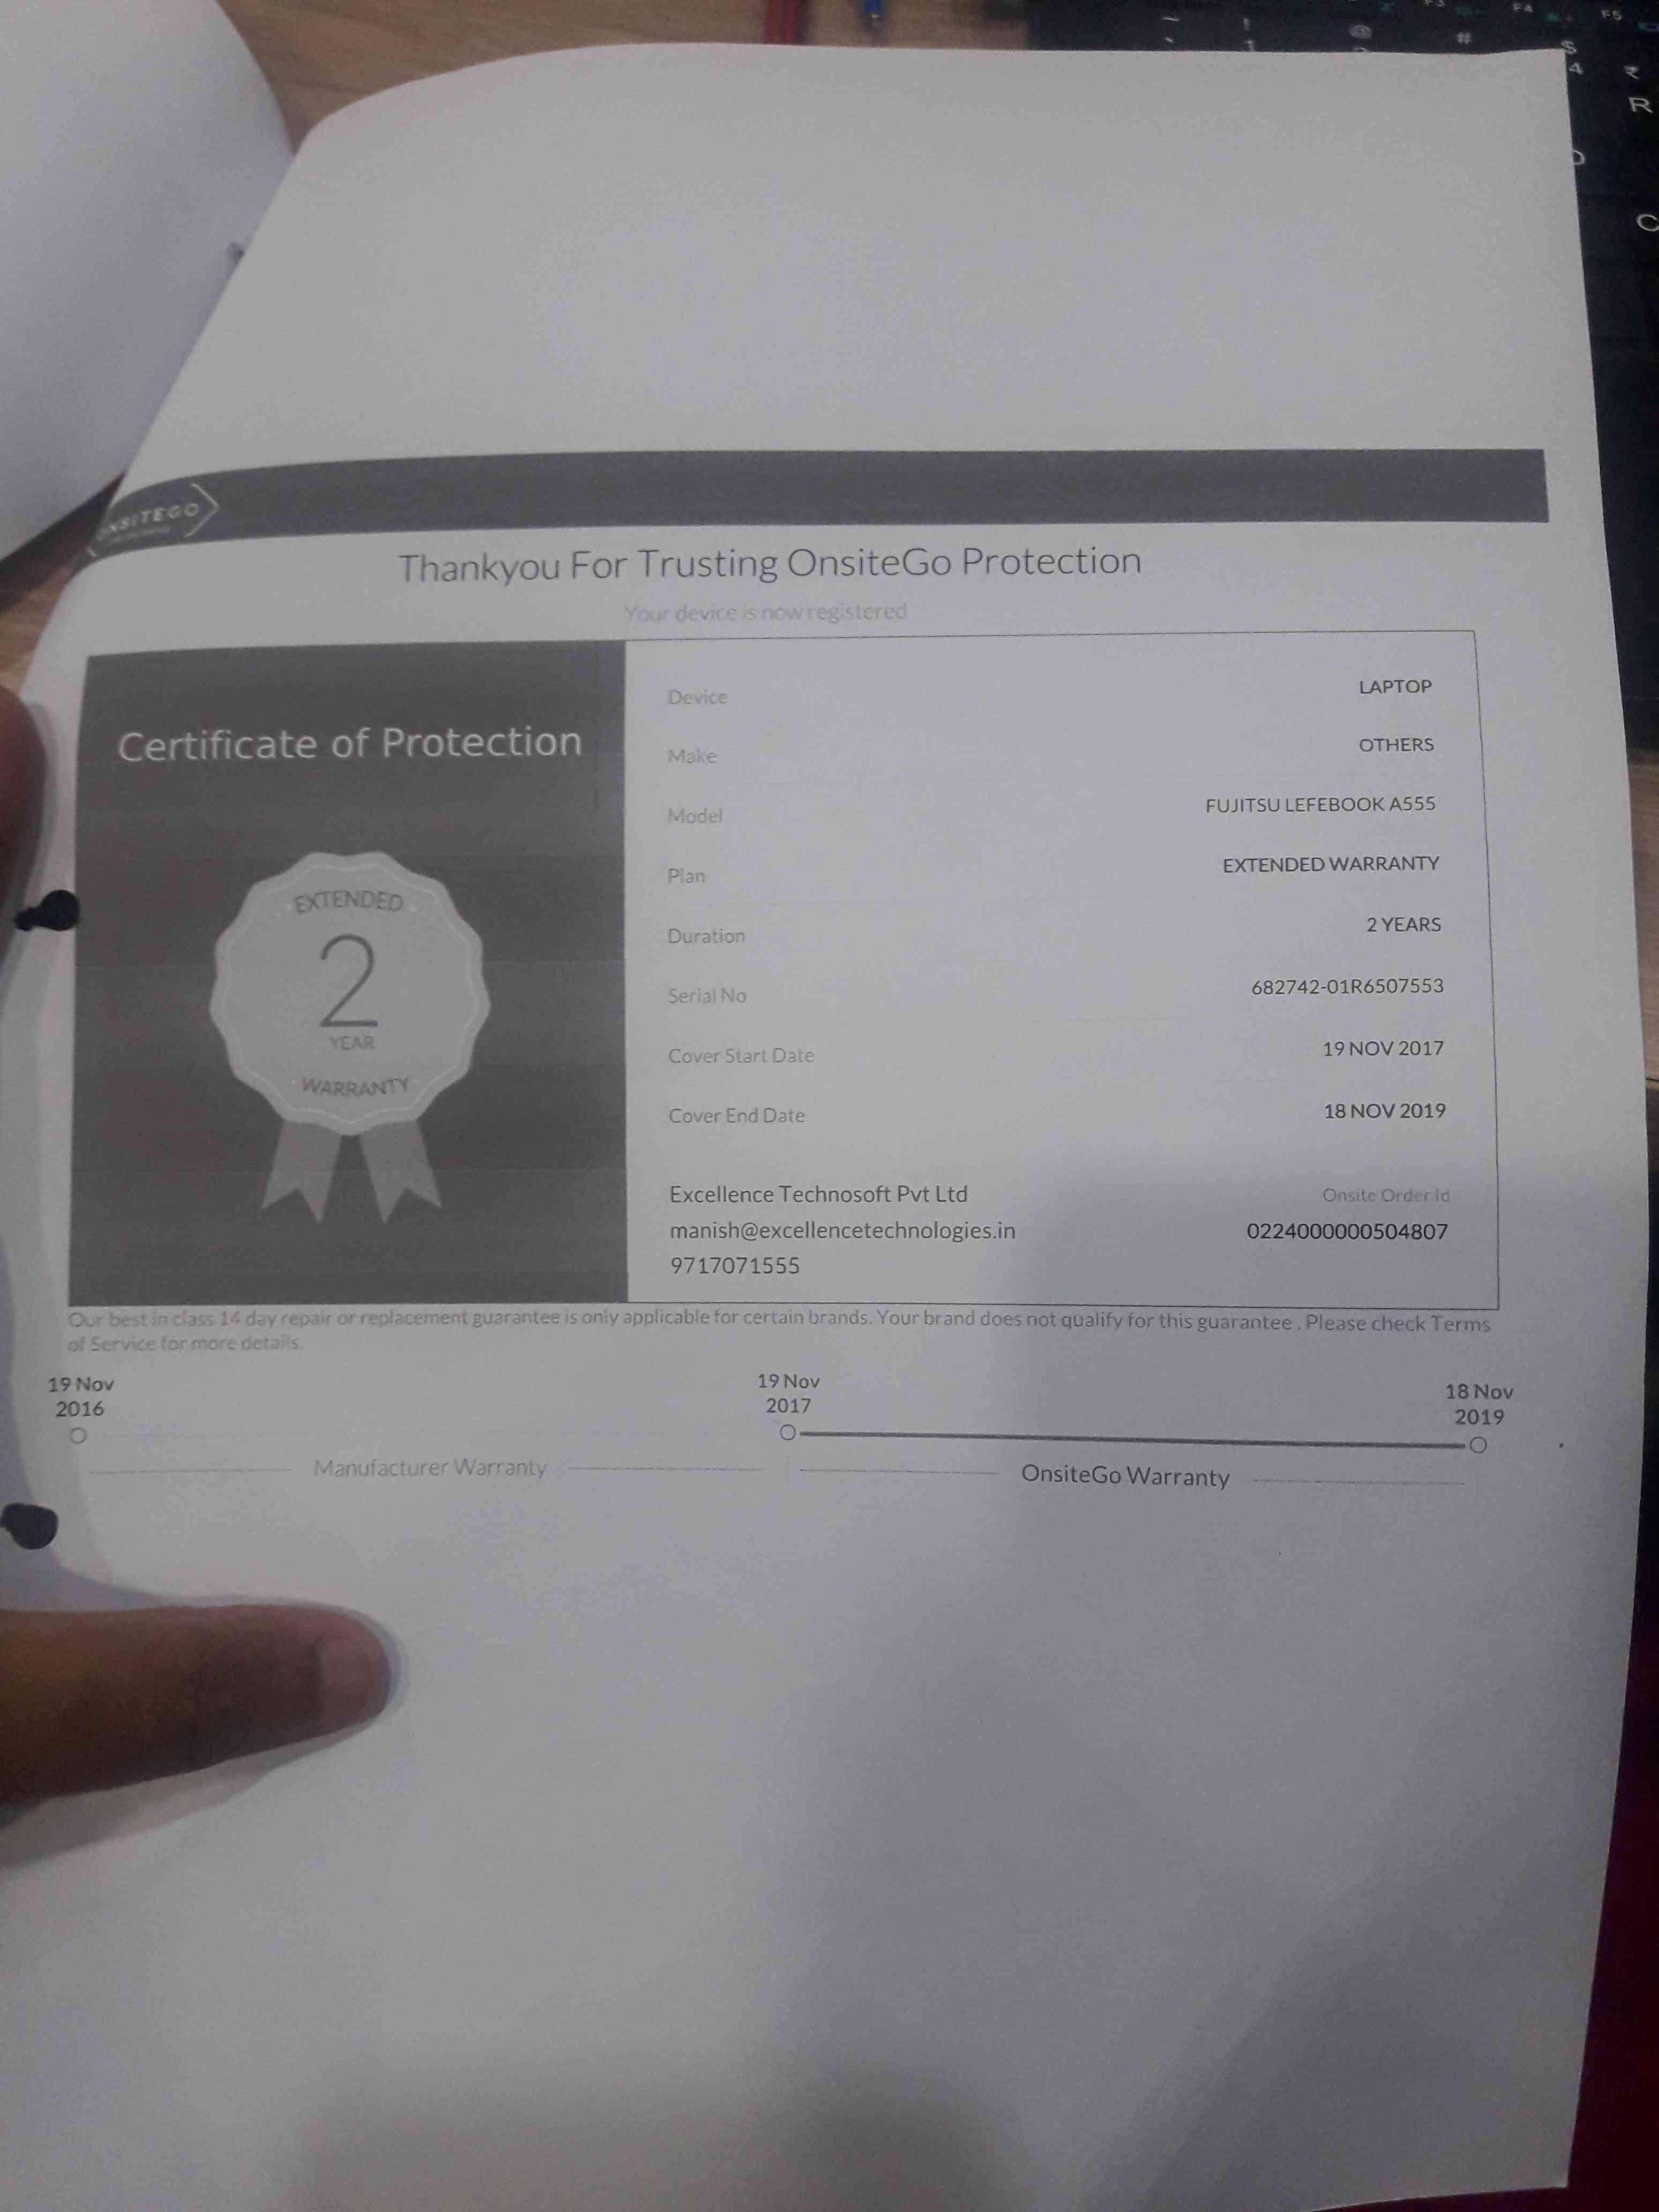 Thankyou For Trusting OnsiteGo Protection
Your device is now registered
Certificate of Protection
EXTENDED
2
YEAR
WARRANTY
Device LAPTOP
Make OTHERS
Model FUJITSU LEFEBOOK A555
Plan EXTENDED WARRANTY
Duration 2 YEARS
Serial No 682742-01R6507553
Cover Start Date 19 NOV 2017
Cover End Date 18 NOV 2019
Excellence Technosoft Pvt Ltd Onsite Order Id
manish@excellencetechnologies.in 0224000000504807
9717071555
Our best in class 14 day repair or replacement guarantee is only applicable for certain brands. Your brand does not qualify for this guarantee . Please check Terms
of Service for more details.
19 Nov 19 Nov 18 Nov
2016 2017 2019
Manufacturer Warranty OnsiteGo Warranty